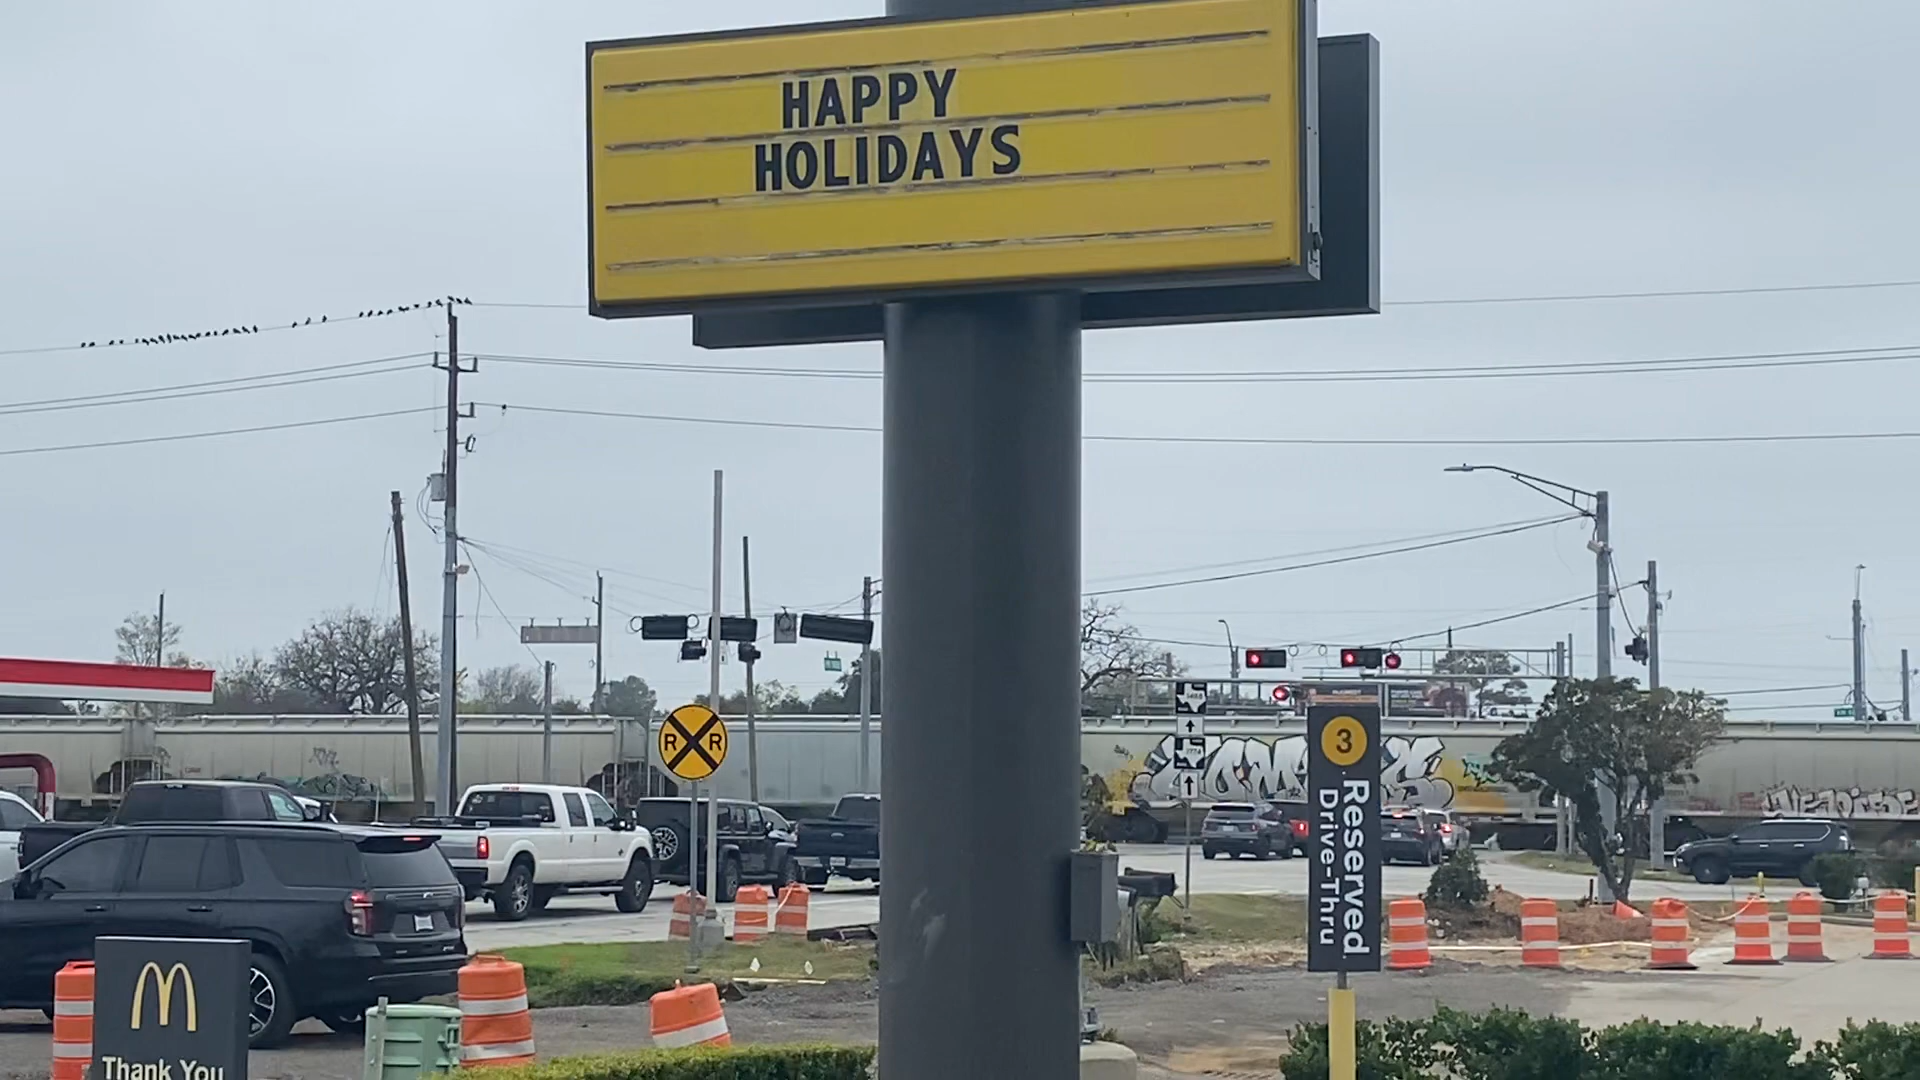 HAPPY
HOLIDAYS
R R
3
Reserved
Drive-Thru
Thank You